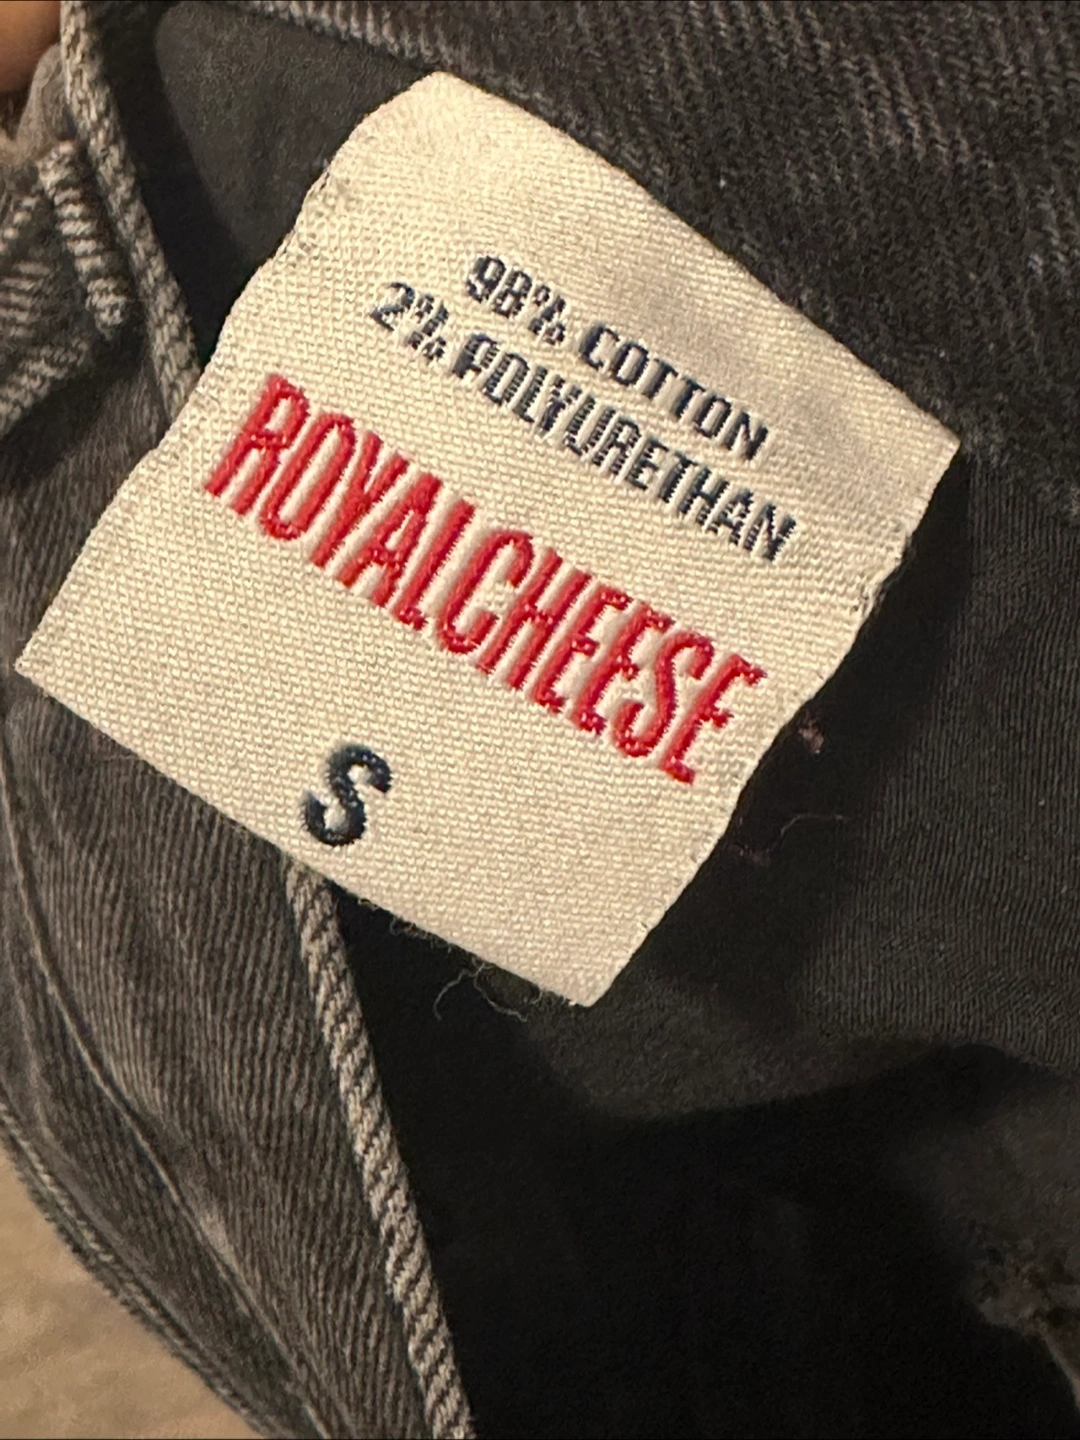 98% COTTON
2% POLYURETHAN
ROYALCHEESE
S